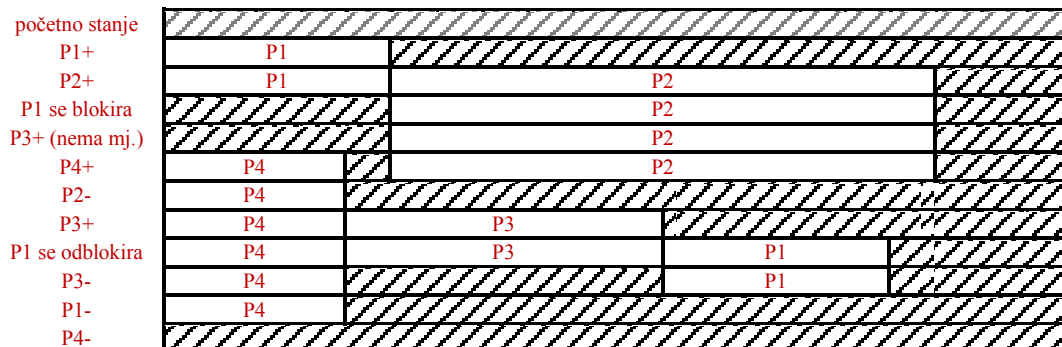 početno stanje
P1+ P1
P2+ P1 P2
P1 se blokira P2
P3+ (nema mj.) P2
P4+ P4 P2
P2- P4
P3+ P4 P3
P1 se odblokira P4 P3 P1
P3- P4 P1
P1- P4
P4-